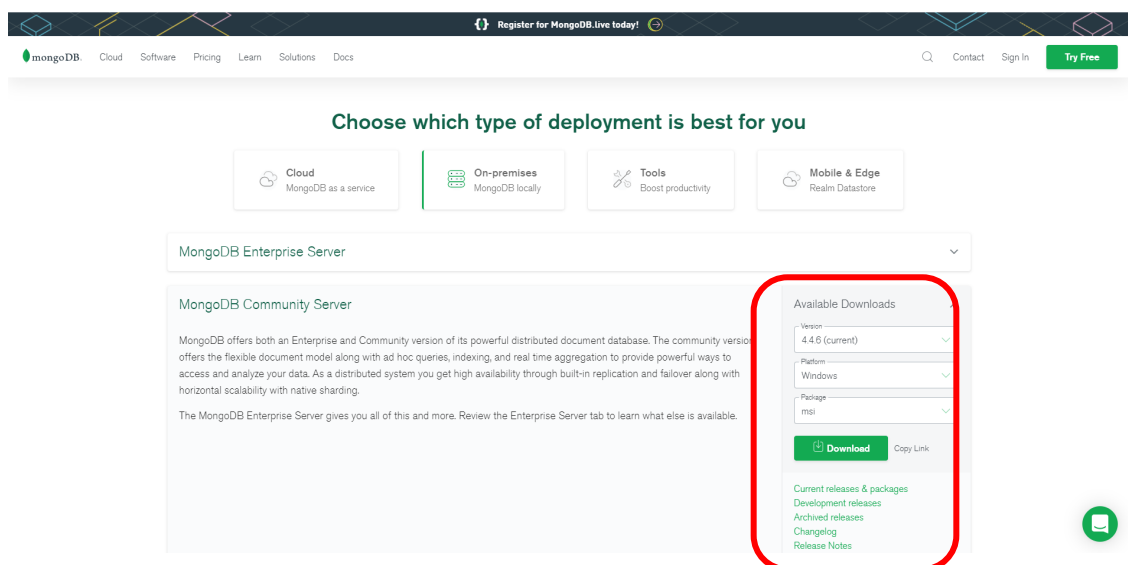 Register for MongoDB.live today!
mongoDB. Cloud Software Pricing Learn Solutions Docs Contact Sign In Try Free
Choose which type of deployment is best for you
Cloud
MongoDB as a service
On-premises
MongoDB locally
Tools
Boost productivity
Mobile & Edge
Realm Datastore
MongoDB Enterprise Server
MongoDB Community Server
MongoDB offers both an Enterprise and Community version of its powerful distributed document database. The community version
offers the flexible document model along with ad hoc queries, indexing, and real time aggregation to provide powerful ways to
access and analyze your data. As a distributed system you get high availability through built-in replication and failover along with
horizontal scalability with native sharding.
The MongoDB Enterprise Server gives you all of this and more. Review the Enterprise Server tab to learn what else is available.
Available Downloads
Version
4.4.6 (current)
Platform
Windows
Package
msi
Download Copy Link
Current releases & packages
Development releases
Archived releases
Changelog
Release Notes